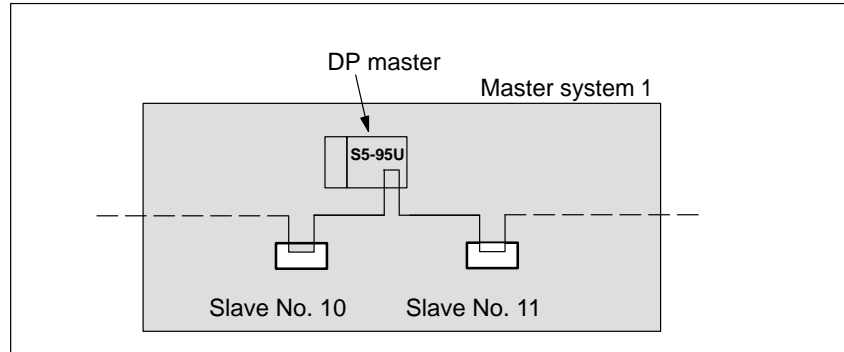 DP master
Master system 1
S5-95U
Slave No. 10
Slave No. 11